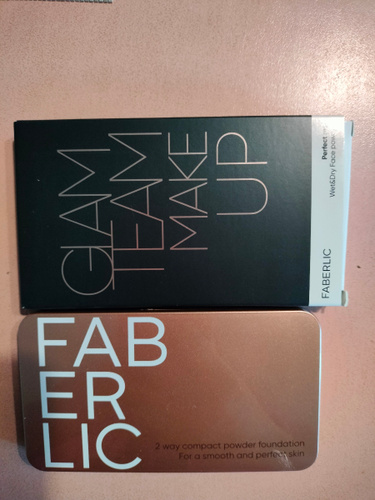 GLAM
TEAM
MAKE
UP
Perfect
Wet&Dry Face
FABERLIC
FAB
ER
LIC
2 way compact powder foundation
For a smooth and perfect skin